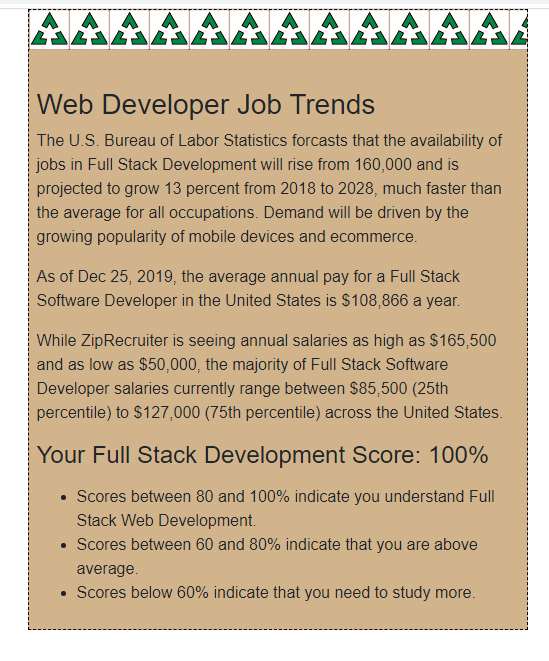 Web Developer Job Trends
The U.S. Bureau of Labor Statistics forcasts that the availability of
jobs in Full Stack Development will rise from 160,000 and is
projected to grow 13 percent from 2018 to 2028, much faster than
the average for all occupations. Demand will be driven by the
growing popularity of mobile devices and ecommerce.
As of Dec 25, 2019, the average annual pay for a Full Stack
Software Developer in the United States is $108,866 a year.
While ZipRecruiter is seeing annual salaries as high as $165,500
and as low as $50,000, the majority of Full Stack Software
Developer salaries currently range between $85,500 (25th
percentile) to $127,000 (75th percentile) across the United States.
Your Full Stack Development Score: 100%
• Scores between 80 and 100% indicate you understand Full
Stack Web Development.
• Scores between 60 and 80% indicate that you are above
average.
• Scores below 60% indicate that you need to study more.